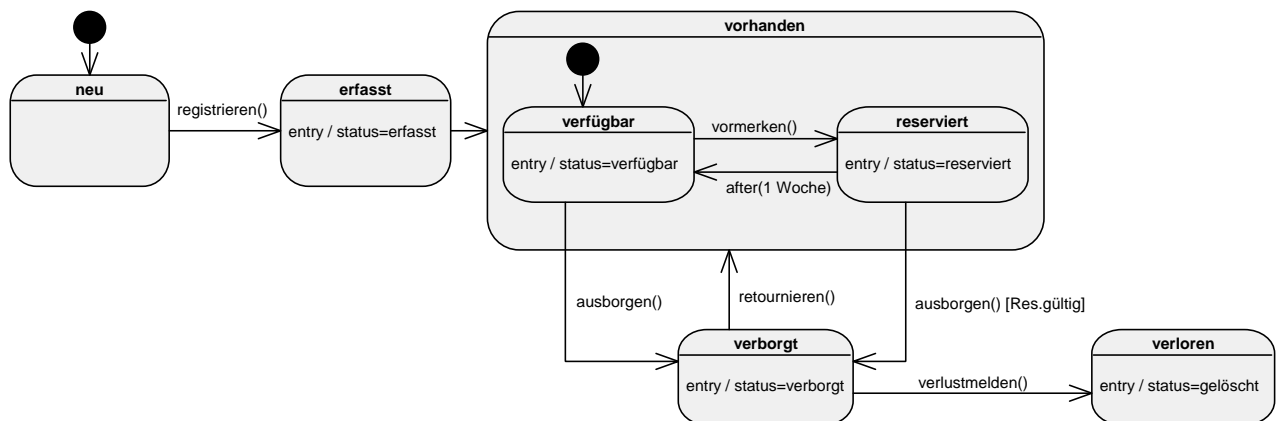 vorhanden
neu
registrieren()
erfasst
entry / status=erfasst
verfügbar
entry / status=verfügbar
vormerken()
after(1 Woche)
reserviert
entry / status=reserviert
ausborgen()
retournieren()
ausborgen() [Res.gültig]
verborgt
entry / status=verborgt
verlustmelden()
verloren
entry / status=gelöscht